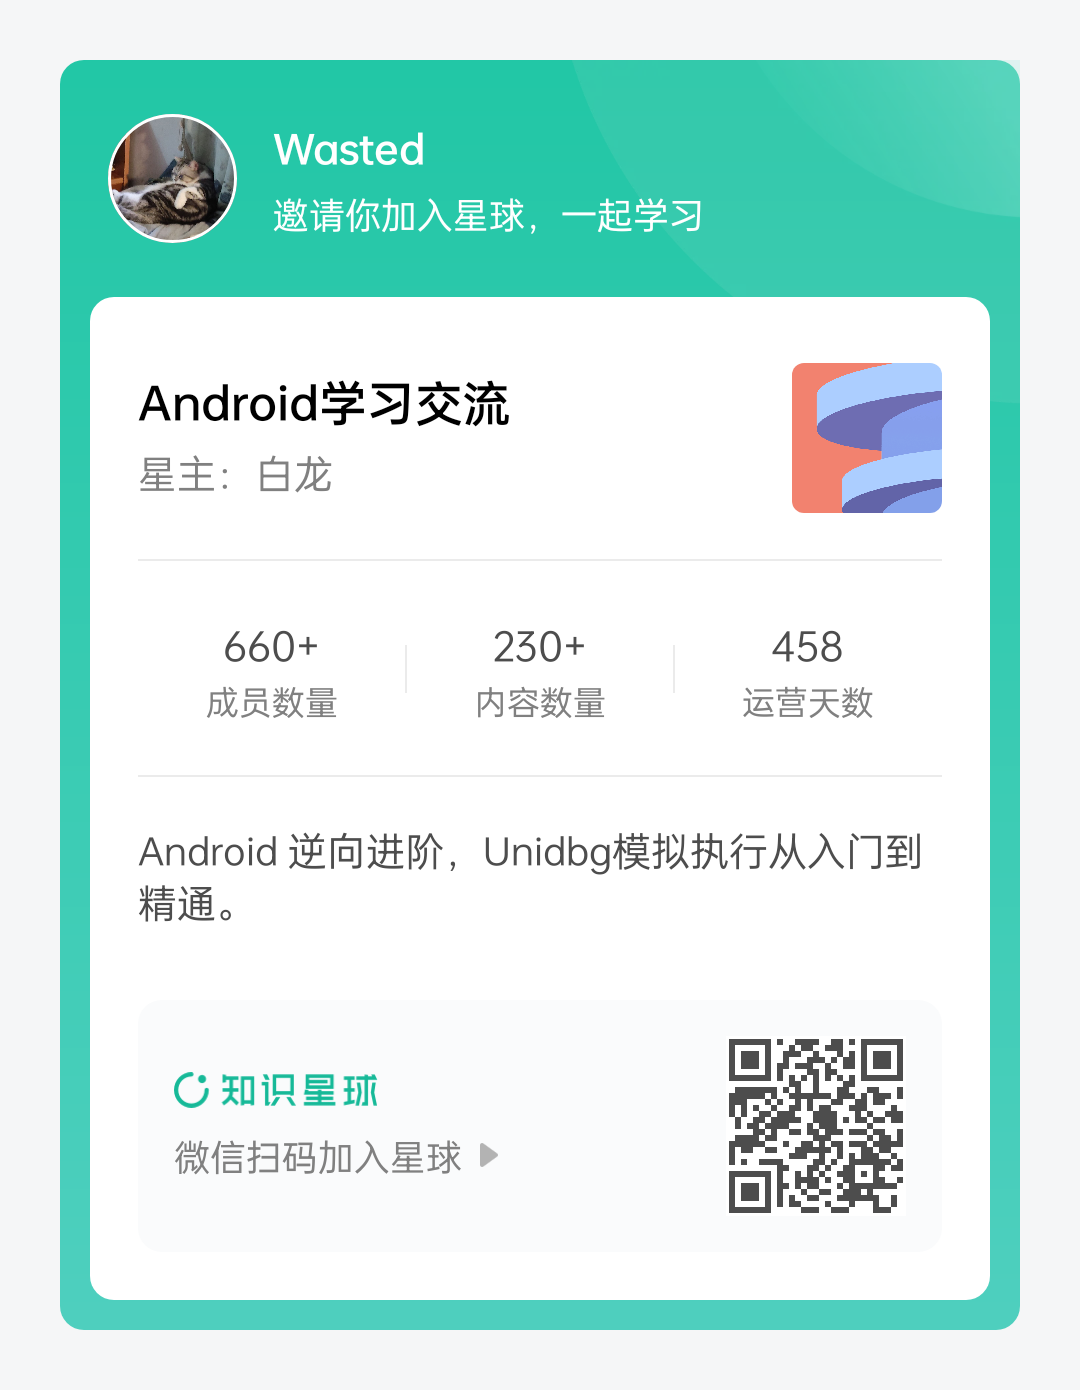 Wasted
邀请你加入星球，一起学习
Android学习交流
星主：白龙
660+
成员数量
230+
内容数量
458
运营天数
Android 逆向进阶，Unidbg模拟执行从入门到
精通。
知识星球
微信扫码加入星球